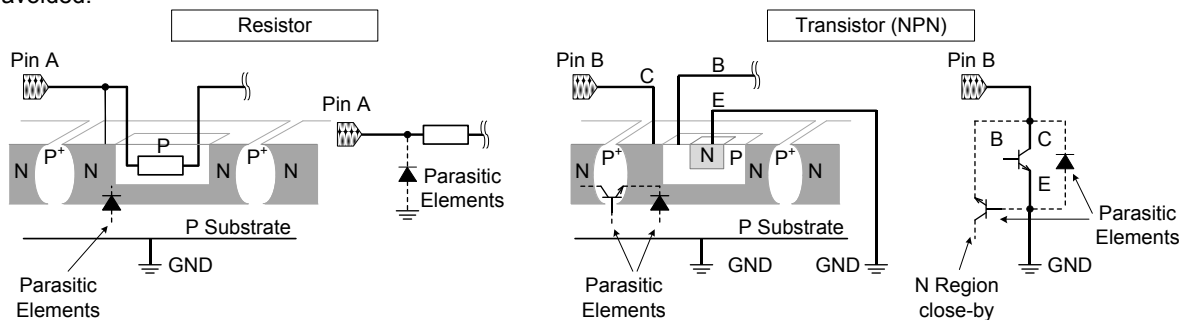 avoided.
Resistor
Transistor (NPN)
Pin A
Pin A
P
N
P+
N
P+
N
N
Parasitic
Elements
P Substrate
GND
Parasitic
Elements
Pin B
C
B
E
N
P+
N
N
P
P+
N
N
P Substrate
GND
GND
Parasitic
Elements
Pin B
B
C
E
Parasitic
Elements
GND
N Region
close-by